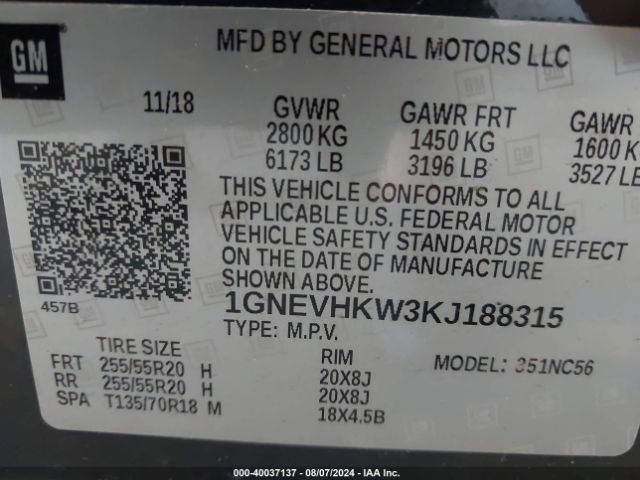 GM
MFD BY GENERAL MOTORS LLC
11/18
GVWR GAWR FRT GAWR
2800 KG 1450 KG 1600 K
6173 LB 3196 LB 3527 LB
THIS VEHICLE CONFORMS TO ALL
APPLICABLE U.S. FEDERAL MOTOR
VEHICLE SAFETY STANDARDS IN EFFECT
ON THE DATE OF MANUFACTURE
SHOWN ABOVE.
457B
1GNEVHKW3KJ188315
TYPE: M.P.V.
TIRE SIZE RIM MODEL: 351NC56
FRT 255/55R20 H 20X8J
RR 255/55R20 H 20X8J
SPA T135/70R18 M 18X4.5B
000-40037137 - 08/07/2024 - IAA Inc.